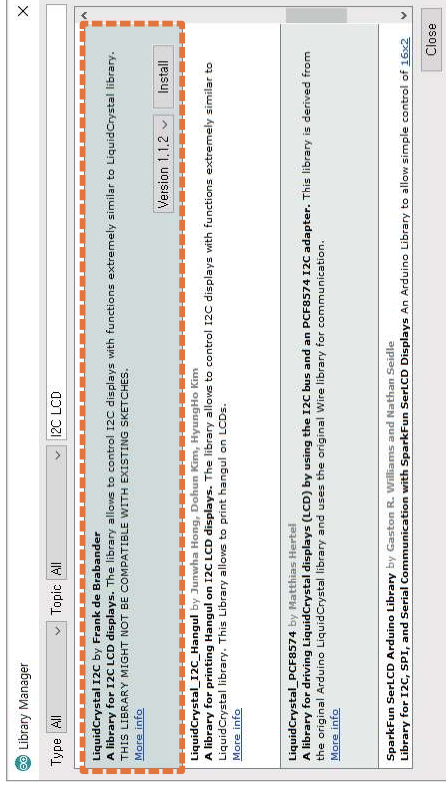 Library Manager
Type All Topic All I2C LCD
LiquidCrystal I2C by Frank de Brabander
A library for I2C LCD displays. The library allows to control I2C displays with functions extremely similar to LiquidCrystal library.
THIS LIBRARY MIGHT NOT BE COMPATIBLE WITH EXISTING SKETCHES.
More info
Version 1.1.2 Install
LiquidCrystal_I2C_Hangul by Junwha Hong, Dohun Kim, HyungHo Kim
A library for printing Hangul on I2C LCD displays. The library allows to control I2C displays with functions extremely similar to
LiquidCrystal library. This Library allows to print hangul on LCDs.
More info
LiquidCrystal_PCF8574 by Matthias Hertel
A library for driving LiquidCrystal displays (LCD) by using the I2C bus and an PCF8574 I2C adapter. This library is derived from
the original Arduino LiquidCrystal library and uses the original Wire library for communication.
More info
SparkFun SerLCD Arduino Library by Gaston R. Williams and Nathan Seidle
Library for I2C, SPI, and Serial Communication with SparkFun SerLCD Displays An Arduino Library to allow simple control of 16x2
Close